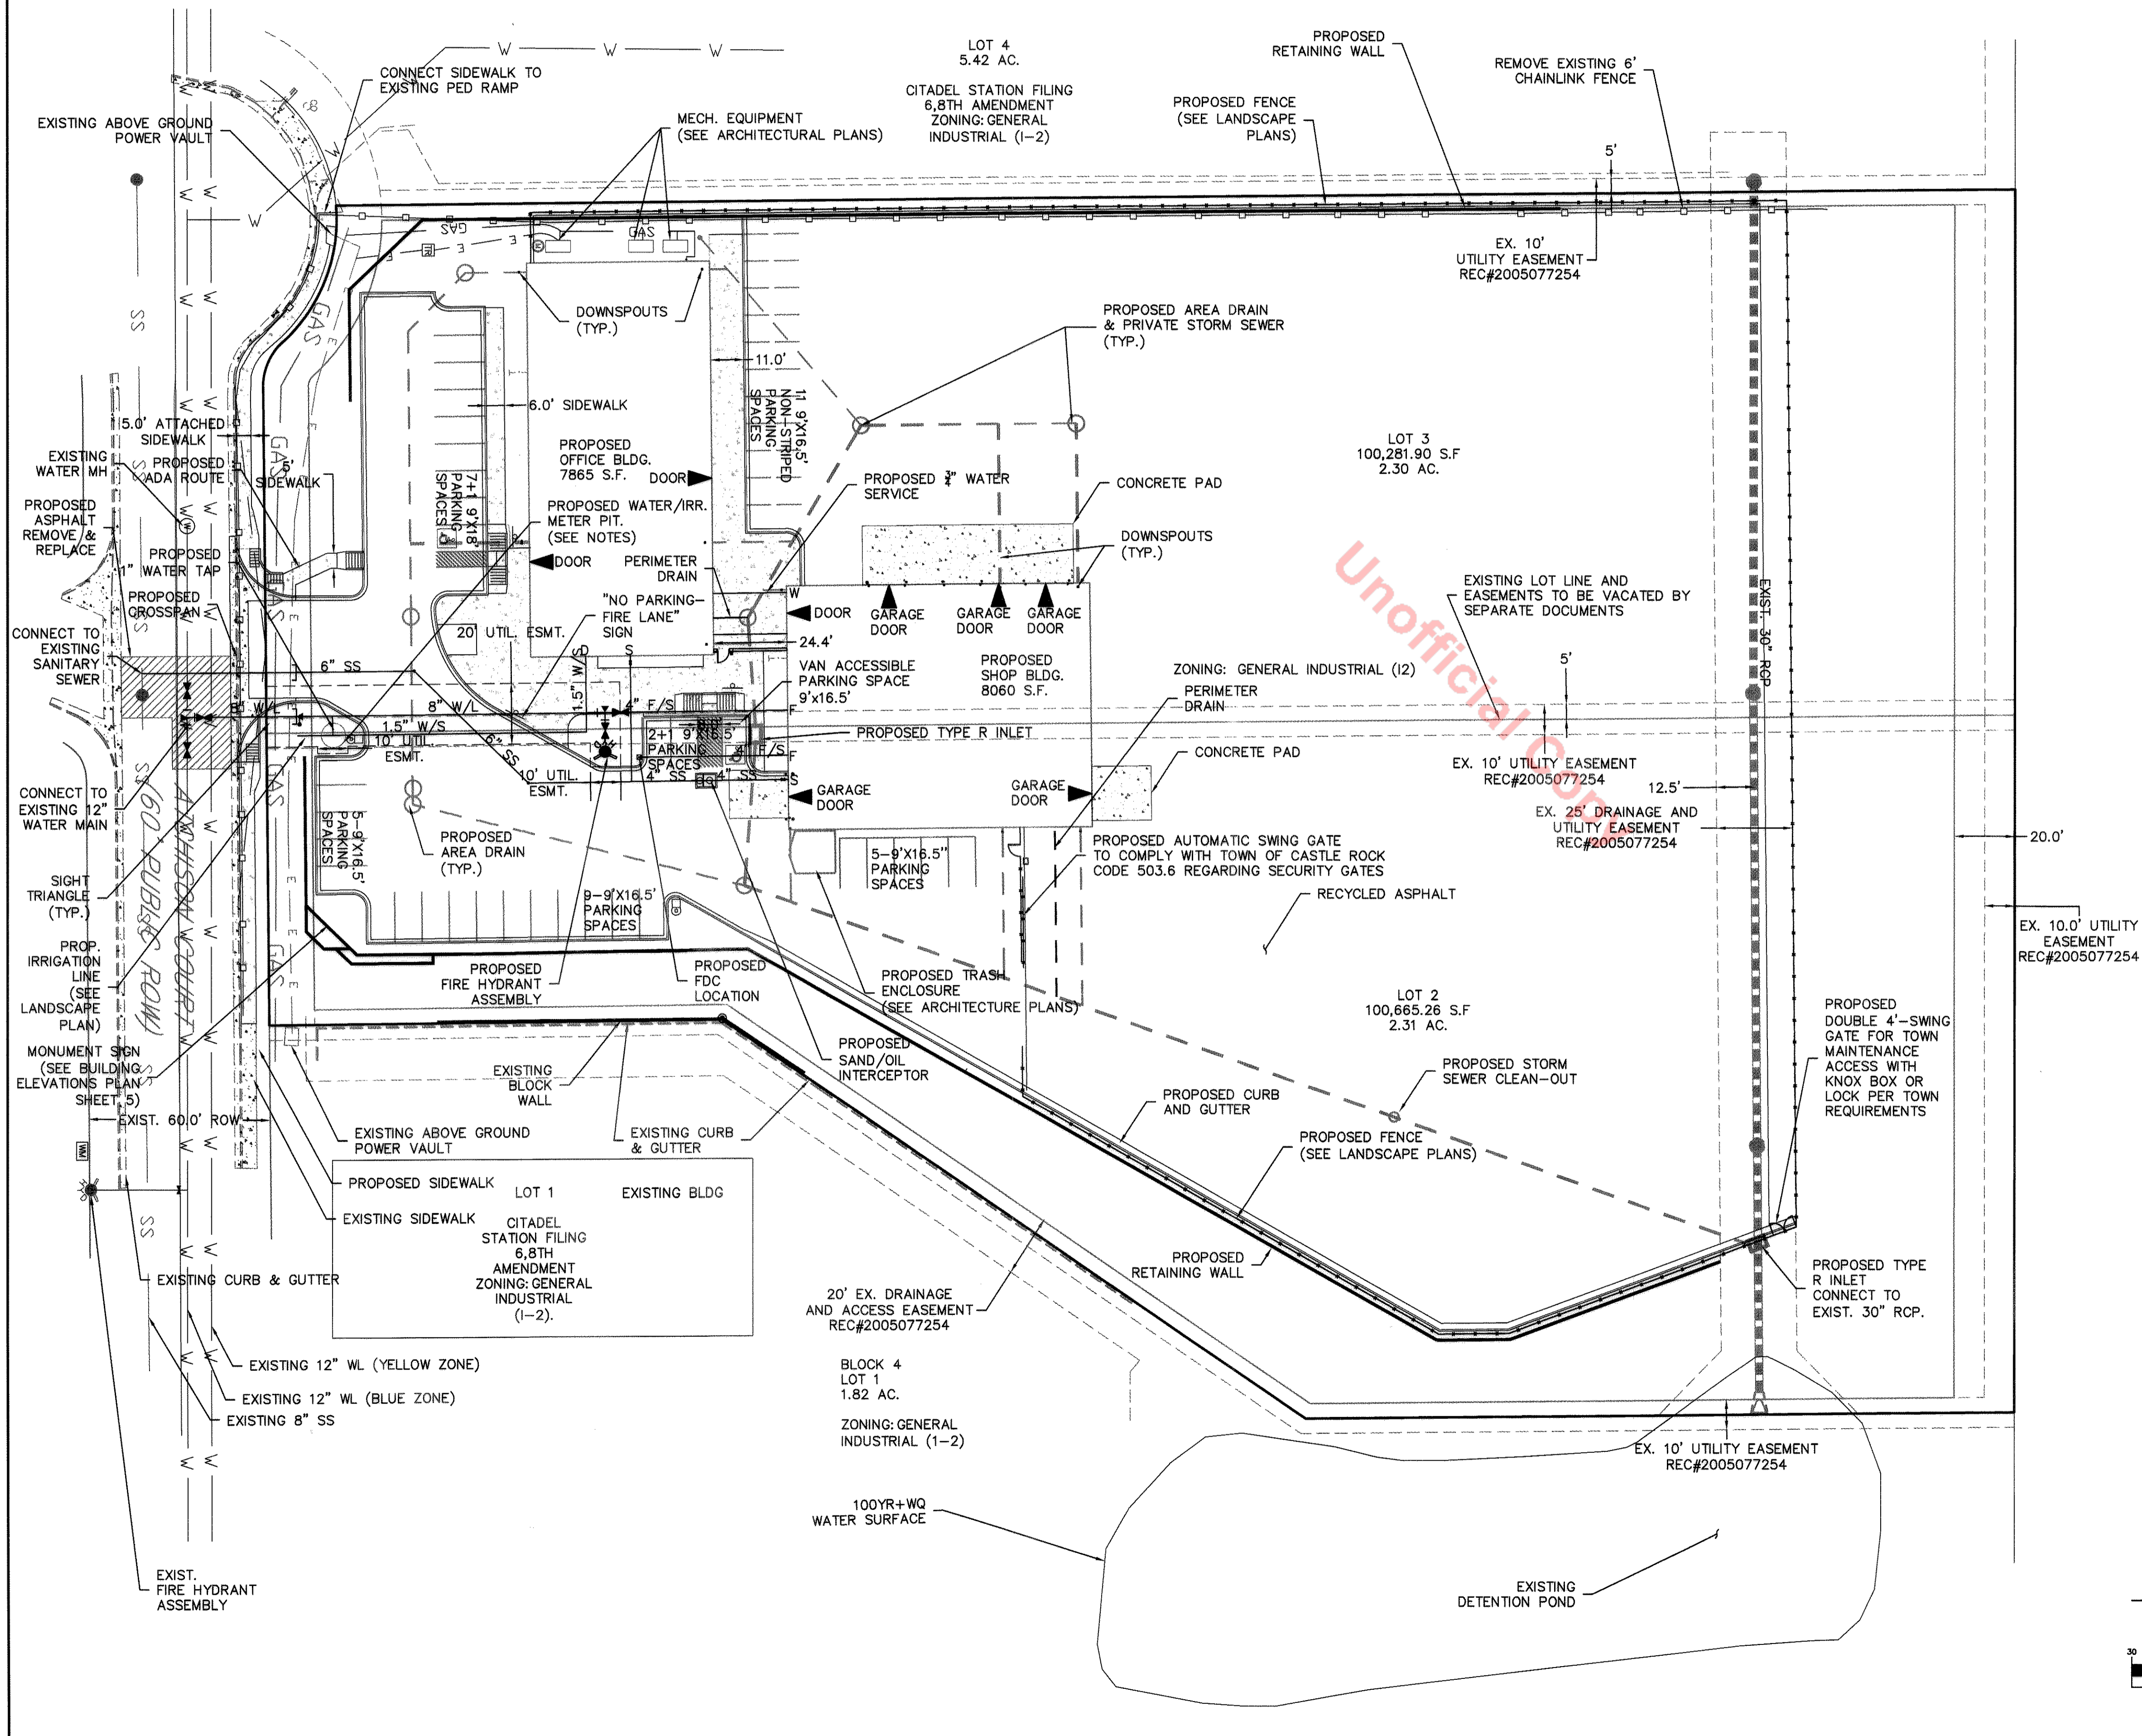 LOT 4
5.42 AC.
CITADEL STATION FILING
6,8TH AMENDMENT
ZONING: GENERAL
INDUSTRIAL (I-2)
PROPOSED
RETAINING WALL
REMOVE EXISTING 6'
CHAINLINK FENCE
CONNECT SIDEWALK TO
EXISTING PED RAMP
PROPOSED FENCE
(SEE LANDSCAPE
PLANS)
EXISTING ABOVE GROUND
POWER VAULT
MECH. EQUIPMENT
(SEE ARCHITECTURAL PLANS)
5'
GAS
GAS
EX. 10'
UTILITY EASEMENT
REC#2005077254
DOWNSPOUTS
(TYP.)
PROPOSED AREA DRAIN
& PRIVATE STORM SEWER
(TYP.)
GAS
11.0'
11 9'X16.5'
NON-STRIPED
PARKING
SPACES
6.0' SIDEWALK
5.0' ATTACHED
SIDEWALK
EXISTING
WATER MH
PROPOSED
ADA ROUTE
5'
SIDEWALK
GAS
PROPOSED
OFFICE BLDG.
7865 S.F.
DOOR
LOT 3
100,281.90 S.F
2.30 AC.
7+1 9'X18'
PARKING
SPACES
PROPOSED WATER/IRR.
METER PIT.
(SEE NOTES)
PROPOSED ¾" WATER
SERVICE
CONCRETE PAD
PROPOSED
ASPHALT
REMOVE &
REPLACE
PROPOSED
1" WATER TAP
DOWNSPOUTS
(TYP.)
DOOR
PERIMETER
DRAIN
EXISTING LOT LINE AND
EASEMENTS TO BE VACATED BY
SEPARATE DOCUMENTS
EXIST. 30" RCP
PROPOSED
CROSSPAN
"NO PARKING-
FIRE LANE"
SIGN
DOOR
GARAGE
DOOR
GARAGE
DOOR
GARAGE
DOOR
CONNECT TO
EXISTING
SANITARY
SEWER
20' UTIL. ESMT.
24.4'
6" SS
1.5" W/S
VAN ACCESSIBLE
PARKING SPACE
9'x16.5'
PROPOSED
SHOP BLDG.
8060 S.F.
ZONING: GENERAL INDUSTRIAL (I2)
5'
PERIMETER
DRAIN
8" W/L
8" W/L
4" F/S
1.5" W/S
10' UTIL
ESMT.
6" SS
2+1 9'X16.5'
PARKING
SPACES
F/S
PROPOSED TYPE R INLET
CONCRETE PAD
10' UTIL.
ESMT.
4" SS
4" SS
EX. 10' UTILITY EASEMENT
REC#2005077254
12.5'
CONNECT TO
EXISTING 12"
WATER MAIN
GAS
GARAGE
DOOR
GARAGE
DOOR
EX. 25' DRAINAGE AND
UTILITY EASEMENT
REC#2005077254
20.0'
5-9'X16.5'
PARKING
SPACES
PROPOSED
AREA DRAIN
(TYP.)
5-9'X16.5"
PARKING
SPACES
PROPOSED AUTOMATIC SWING GATE
TO COMPLY WITH TOWN OF CASTLE ROCK
CODE 503.6 REGARDING SECURITY GATES
SIGHT
TRIANGLE
(TYP.)
ATCHISON COURT
(60' PUBLIC ROW)
9-9'X16.5'
PARKING
SPACES
RECYCLED ASPHALT
EX. 10.0' UTILITY
EASEMENT
REC#2005077254
PROP.
IRRIGATION
LINE
(SEE
LANDSCAPE
PLAN)
GAS
PROPOSED
FIRE HYDRANT
ASSEMBLY
PROPOSED
FDC
LOCATION
PROPOSED TRASH
ENCLOSURE
(SEE ARCHITECTURE PLANS)
LOT 2
100,665.26 S.F
2.31 AC.
PROPOSED
DOUBLE 4'-SWING
GATE FOR TOWN
MAINTENANCE
ACCESS WITH
KNOX BOX OR
LOCK PER TOWN
REQUIREMENTS
MONUMENT SIGN
(SEE BUILDING
ELEVATIONS PLAN
SHEET 5)
EXISTING
BLOCK
WALL
PROPOSED
SAND/OIL
INTERCEPTOR
PROPOSED STORM
SEWER CLEAN-OUT
PROPOSED CURB
AND GUTTER
EXIST. 60.0' ROW
EXISTING ABOVE GROUND
POWER VAULT
EXISTING CURB
& GUTTER
PROPOSED FENCE
(SEE LANDSCAPE PLANS)
WM
PROPOSED SIDEWALK
EXISTING SIDEWALK
LOT 1
EXISTING BLDG
CITADEL
STATION FILING
6,8TH
AMENDMENT
ZONING: GENERAL
INDUSTRIAL
(I-2).
PROPOSED
RETAINING WALL
PROPOSED TYPE
R INLET
CONNECT TO
EXIST. 30" RCP.
EXISTING CURB & GUTTER
20' EX. DRAINAGE
AND ACCESS EASEMENT
REC#2005077254
EXISTING 12" WL (YELLOW ZONE)
EXISTING 12" WL (BLUE ZONE)
EXISTING 8" SS
BLOCK 4
LOT 1
1.82 AC.
ZONING: GENERAL
INDUSTRIAL (1-2)
EX. 10' UTILITY EASEMENT
REC#2005077254
100YR+WQ
WATER SURFACE
EXIST.
FIRE HYDRANT
ASSEMBLY
EXISTING
DETENTION POND
30
Unofficial Copy